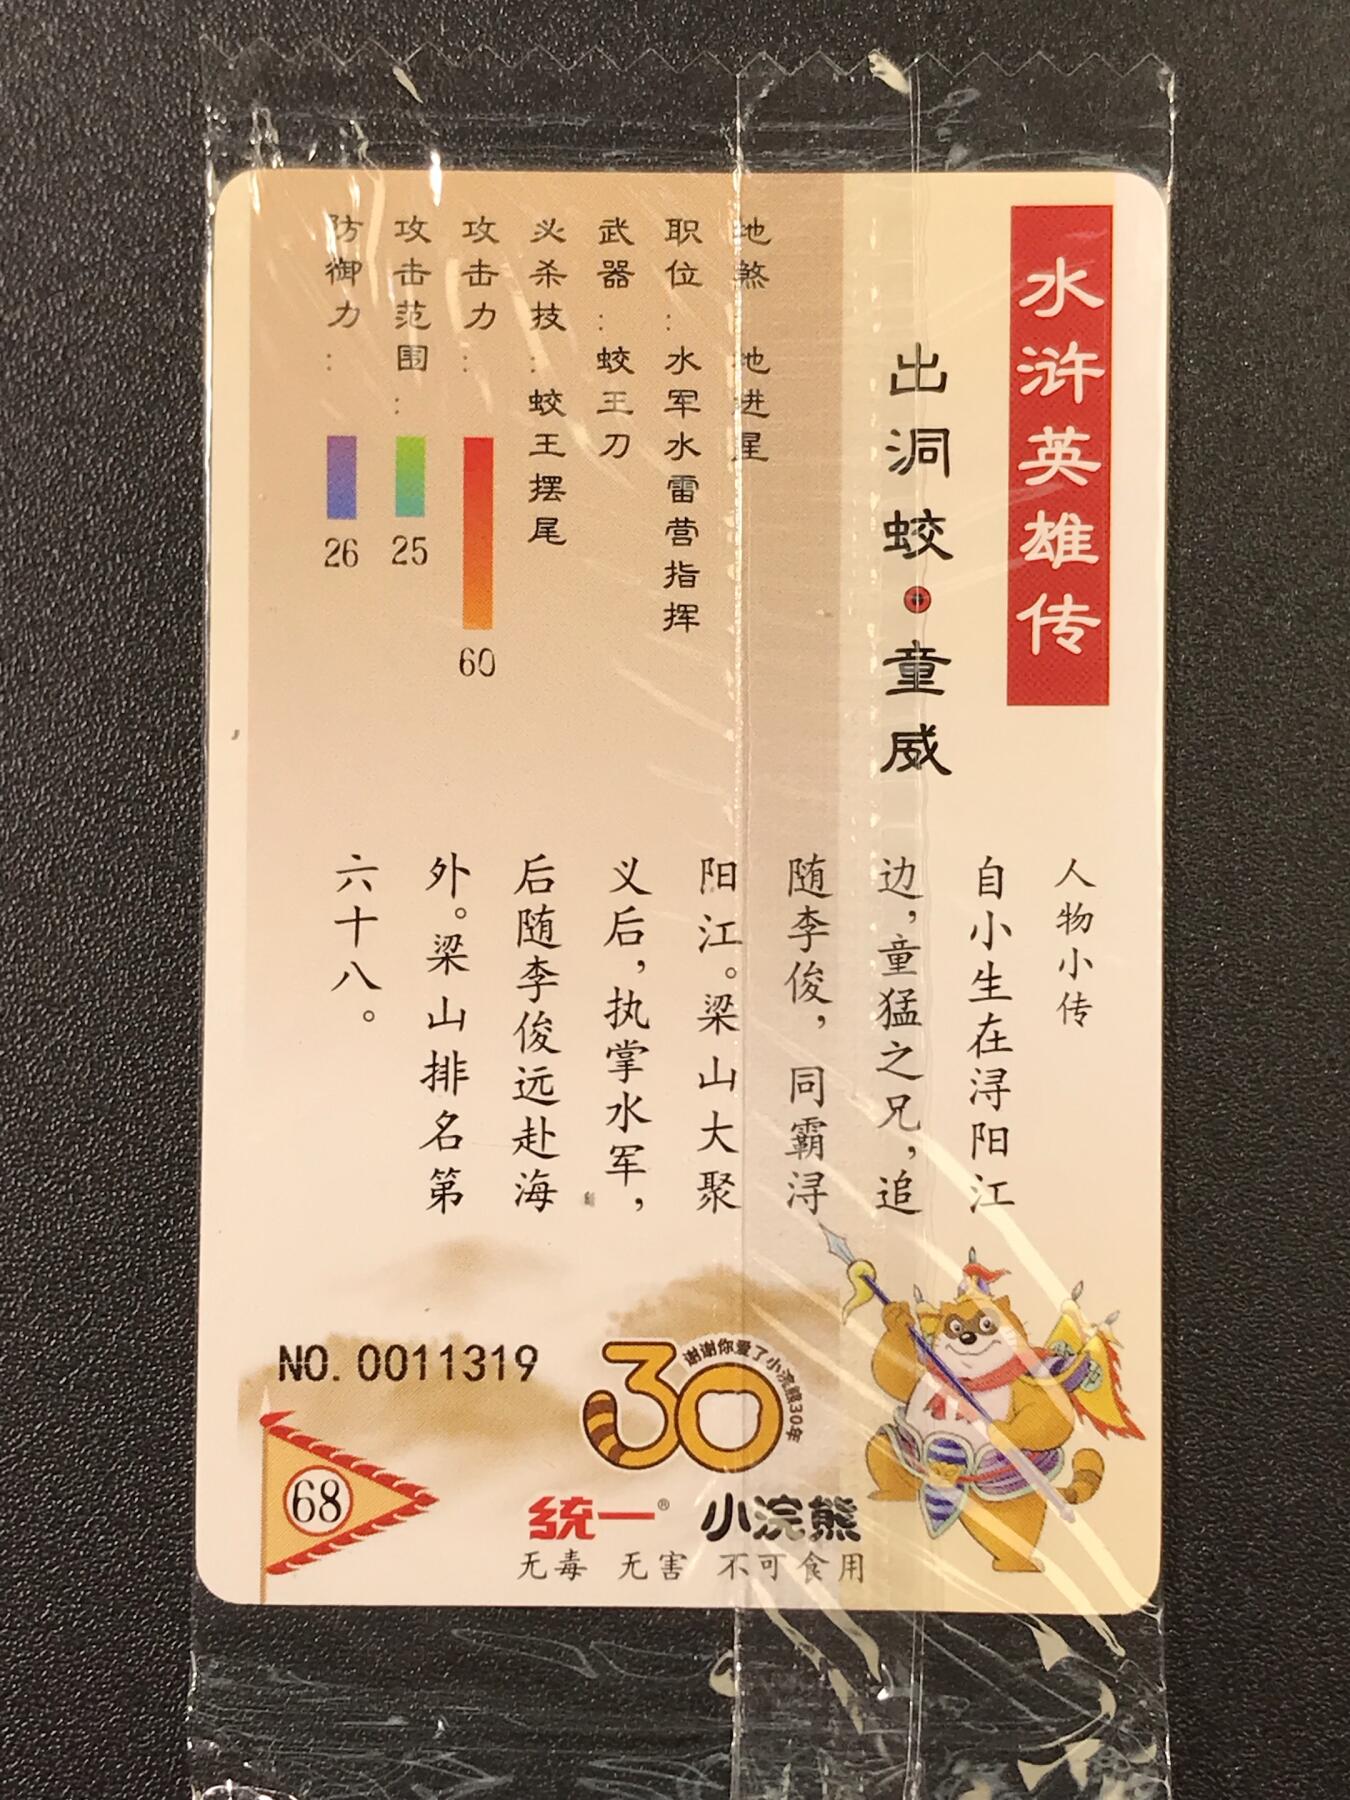 水浒英雄传
出洞蛟·童威
地煞 地进星
职位：水军水雷营指挥
武器：蛟王刀
必杀技：蛟王摆尾
攻击力：
60
攻击范围：
25
防御力：
26
人物小传
自小生在浔阳江
边，童猛之兄，追
随李俊，同霸浔
阳江。梁山大聚
义后，执掌水军，
后随李俊远赴海
外。梁山排名第
六十八。
NO.0011319
30
谢谢你爱了小浣熊30年
68
统一® 小浣熊
无毒 无害 不可食用